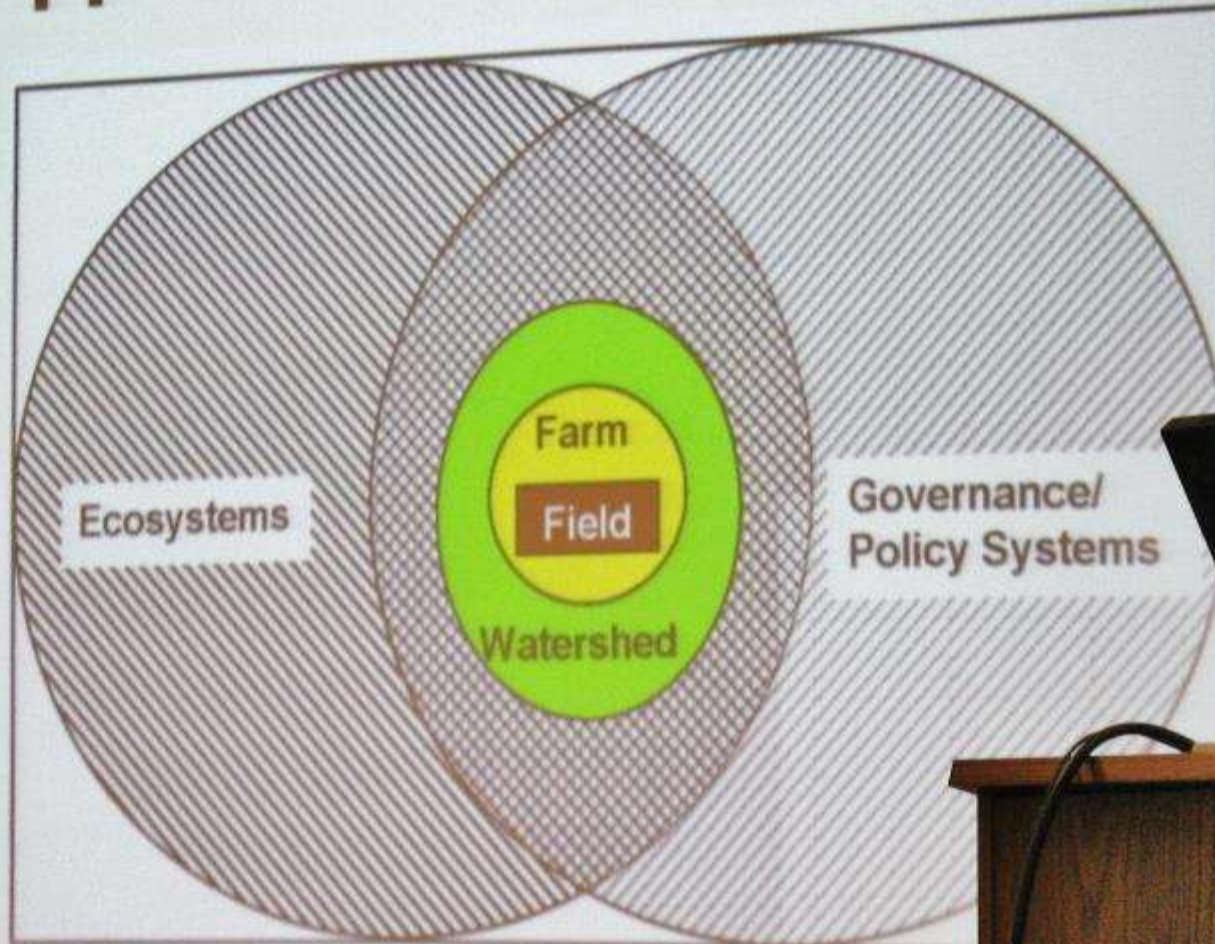 Farm
Field
Watershed
Ecosystems
Governance/
Policy Systems